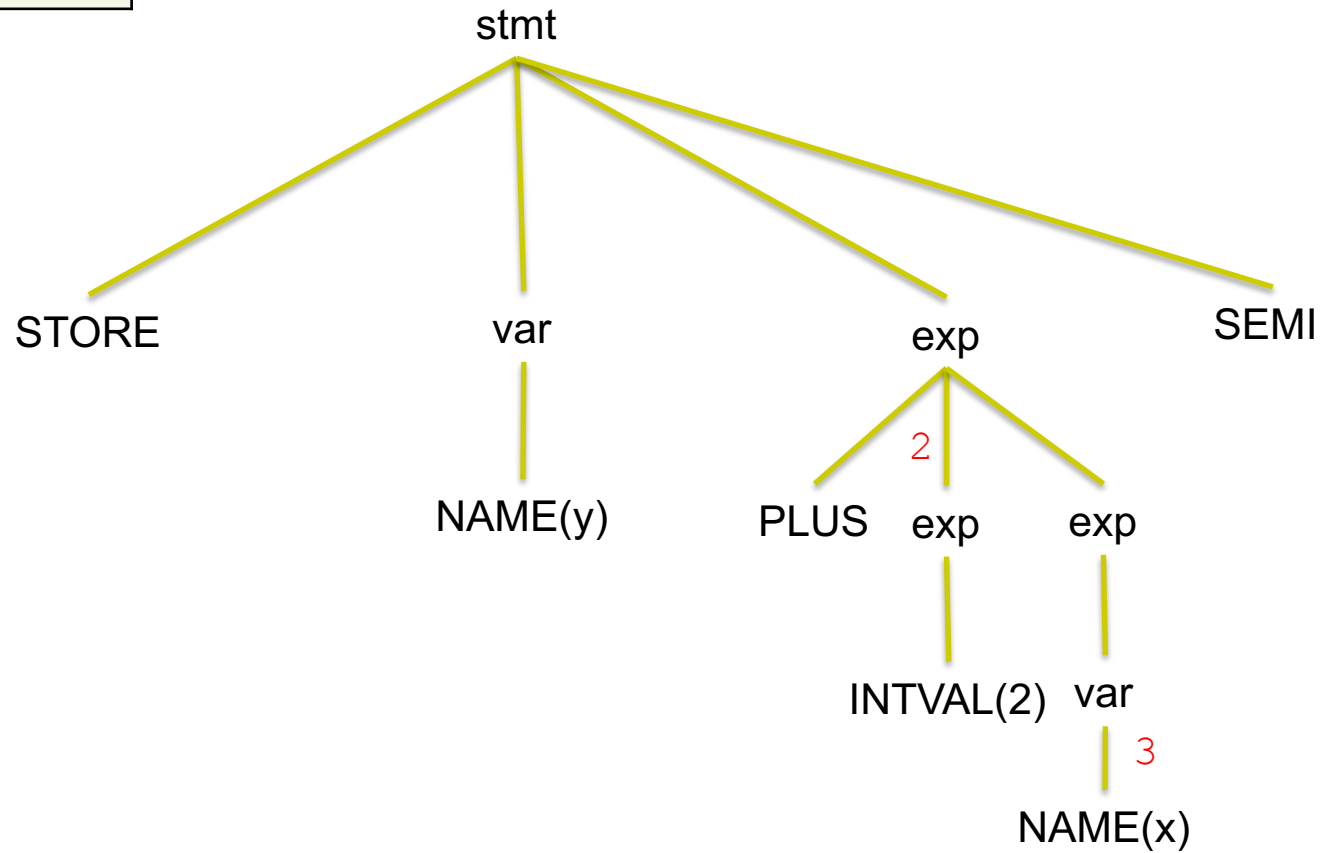 stmt
STORE
var
exp
SEMI
2
NAME(y)
PLUS
exp
exp
INTVAL(2)
var
3
NAME(x)